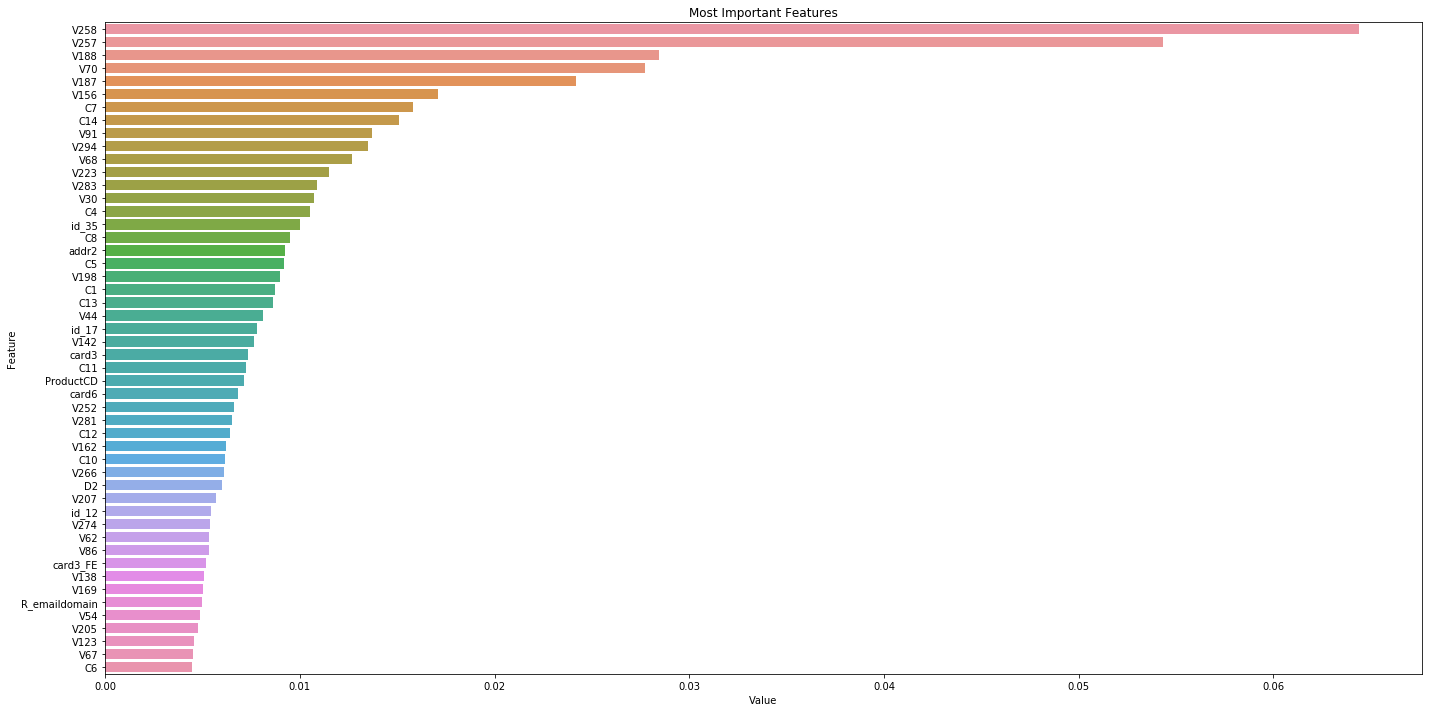 Most Important Features
V258
V257
V188
V70
V187
V156
C7
C14
V91
V294
V68
V223
V283
V30
C4
id_35
C8
addr2
C5
V198
C1
C13
V44
id_17
V142
card3
C11
ProductCD
card6
V252
V281
C12
V162
C10
V266
D2
V207
id_12
V274
V62
V86
card3_FE
V138
V169
R_emaildomain
V54
V205
V123
V67
C6
Feature
0.00 0.01 0.02 0.03 0.04 0.05 0.06
Value